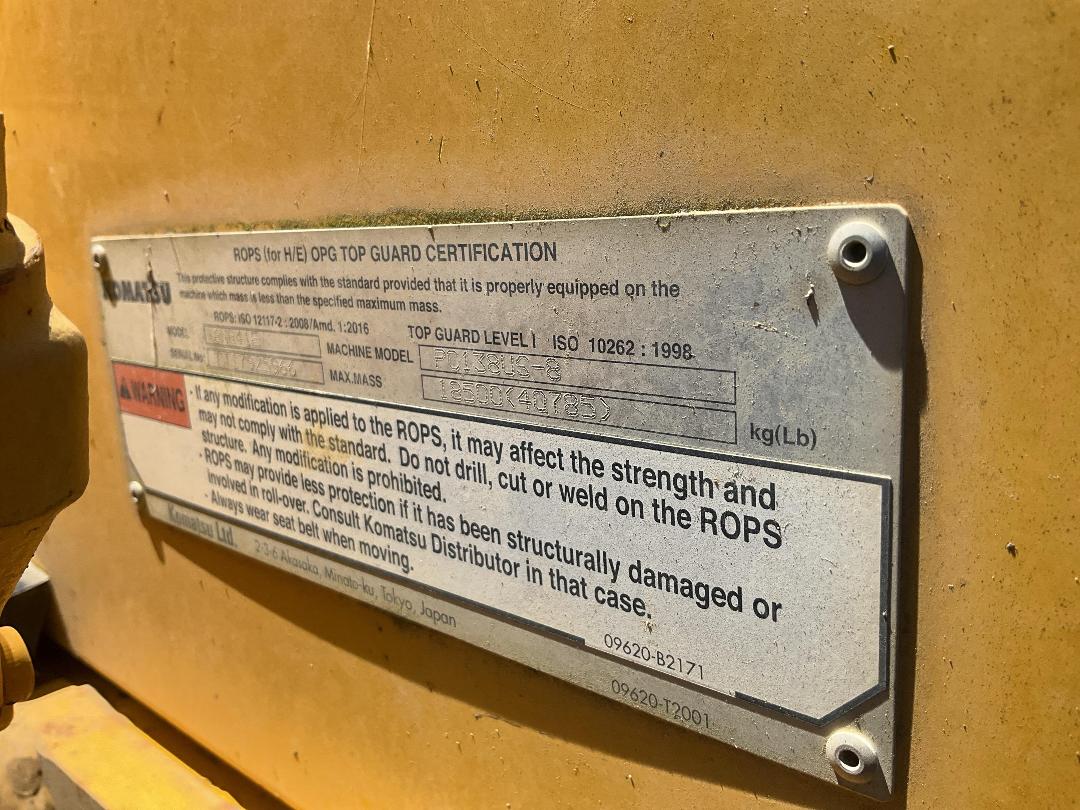 ROPS (for H/E) OPG TOP GUARD CERTIFICATION
KOMATSU
This protective structure complies with the standard provided that it is properly equipped on the
machine which mass is less than the specified maximum mass.
ROPS: ISO 12117-2 : 2008/Amd. 1:2016
TOP GUARD LEVEL I ISO 10262 : 1998
MODEL
MACHINE MODEL PC138US-8
SERIAL No.
MAX.MASS 18500(40785) kg(Lb)
WARNING
· If any modification is applied to the ROPS, it may affect the strength and
may not comply with the standard. Do not drill, cut or weld on the ROPS
structure. Any modification is prohibited.
· ROPS may provide less protection if it has been structurally damaged or
involved in roll-over. Consult Komatsu Distributor in that case.
· Always wear seat belt when moving.
Komatsu Ltd.
2-3-6 Akasaka, Minato-ku, Tokyo, Japan
09620-B2171
09620-T2001